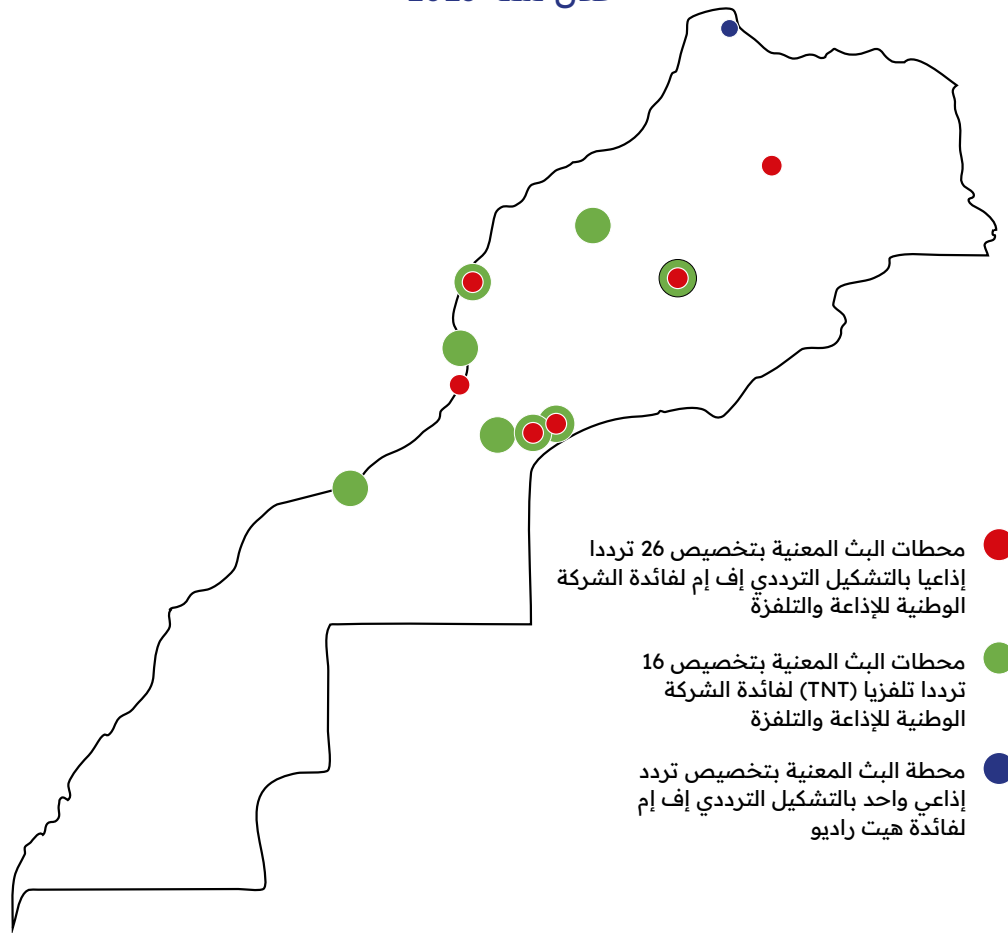 محطات البث المعنية بتخصيص 26 ترددا
إذاعيا بالتشكيل الترددي إف إم لفائدة الشركة
الوطنية للإذاعة والتلفزة
محطات البث المعنية بتخصيص 16
ترددا تلفزيا (TNT) لفائدة الشركة
الوطنية للإذاعة والتلفزة
محطة البث المعنية بتخصيص تردد
إذاعي واحد بالتشكيل الترددي إف إم
لفائدة هيت راديو